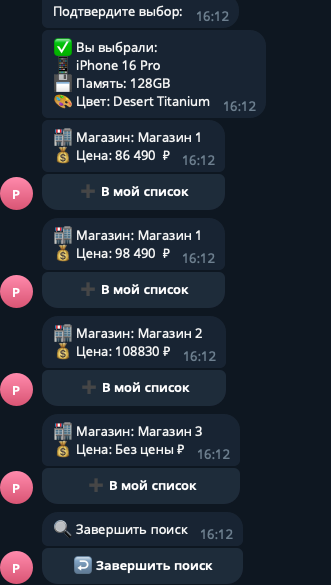 Подтвердите выбор:
16:12
✅ Вы выбрали:
📱 iPhone 16 Pro
💾 Память: 128GB
🎨 Цвет: Desert Titanium
16:12
🏪 Магазин: Магазин 1
💰 Цена: 86 490 ₽
16:12
Р
➕ В мой список
🏪 Магазин: Магазин 1
💰 Цена: 98 490 ₽
16:12
Р
➕ В мой список
🏪 Магазин: Магазин 2
💰 Цена: 108830 ₽
16:12
Р
➕ В мой список
🏪 Магазин: Магазин 3
💰 Цена: Без цены ₽
16:12
Р
➕ В мой список
🔍 Завершить поиск
16:12
Р
↩️ Завершить поиск